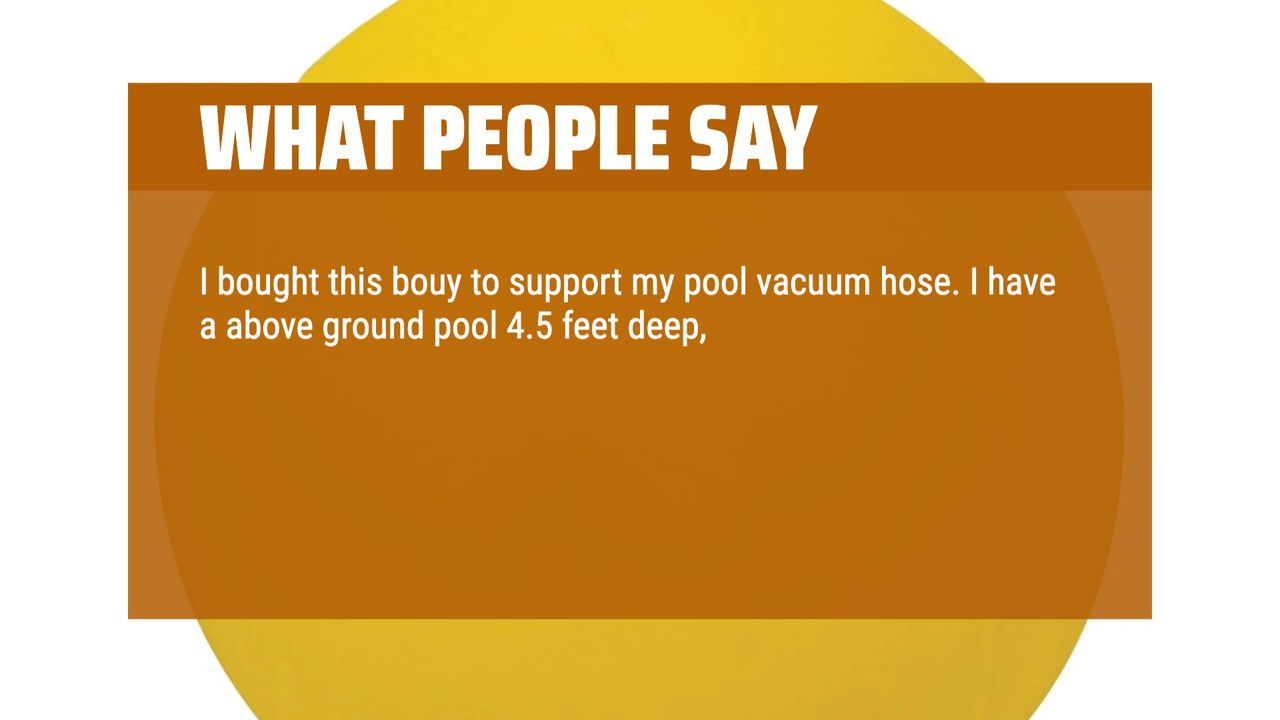 WHAT PEOPLE SAY
I bought this bouy to support my pool vacuum hose. I have
a above ground pool 4.5 feet deep,